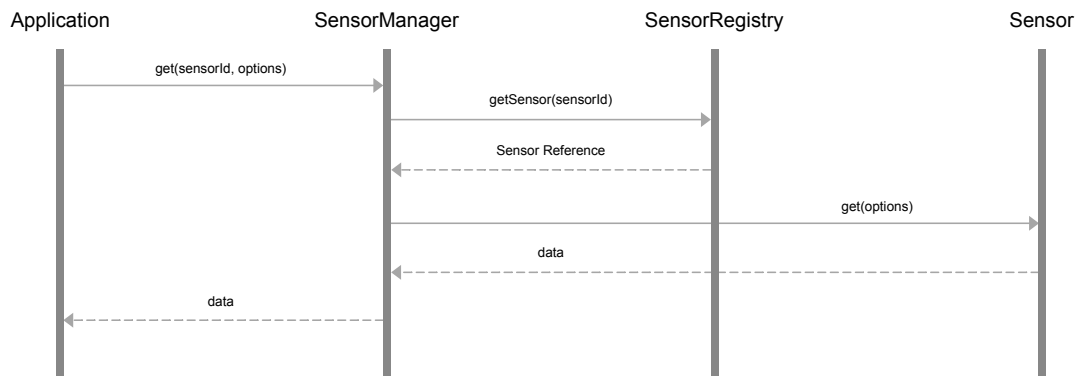 Application SensorManager SensorRegistry Sensor
get(sensorId, options)
getSensor(sensorId)
Sensor Reference
get(options)
data
data